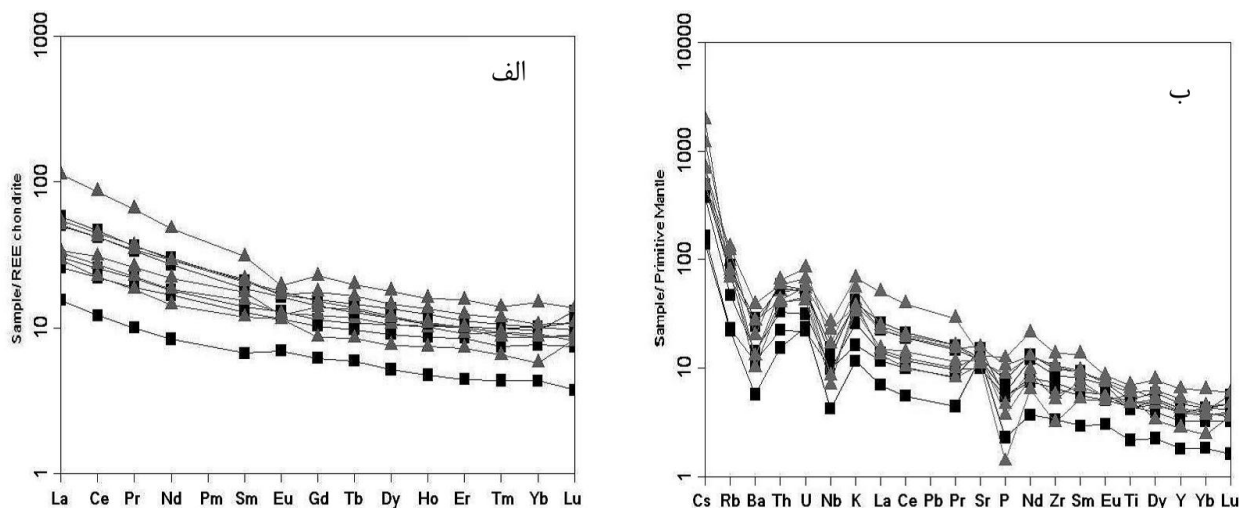 الف
Sample/ REE chondrite
1000
100
10
1
La Ce Pr Nd Pm Sm Eu Gd Tb Dy Ho Er Tm Yb Lu
ب
Sample/ Primitive Mantle
10000
1000
100
10
1
Cs Rb Ba Th U Nb K La Ce Pb Pr Sr P Nd Zr Sm Eu Ti Dy Y Yb Lu